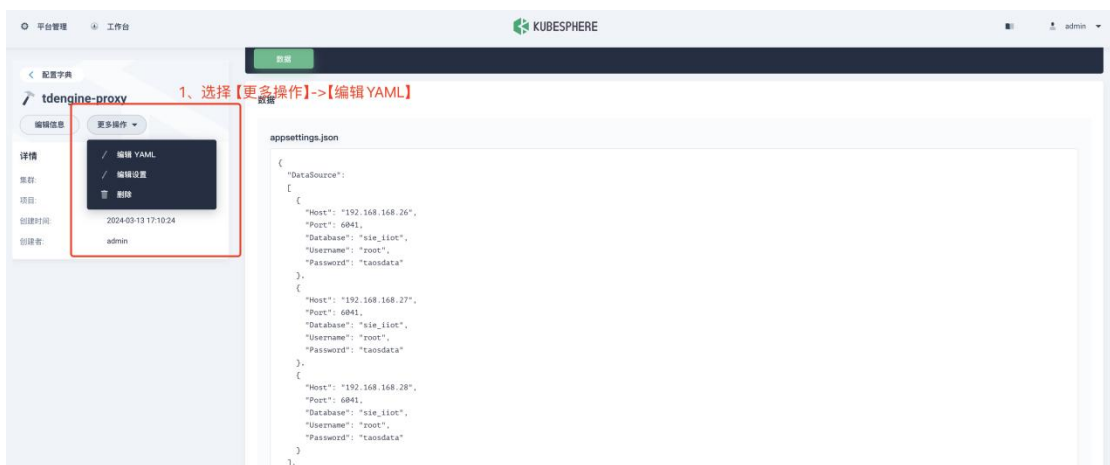 平台管理 工作台 KUBESPHERE admin
数据
配置字典
tdengine-proxy
1、选择【更多操作】->【编辑YAML】
数据
编辑信息 更多操作
编辑 YAML
编辑设置
删除
详情
集群:
项目:
创建时间: 2024-03-13 17:10:24
创建者: admin
appsettings.json
{
"DataSource":
[
{
"Host": "192.168.168.26",
"Port": 6041,
"Database": "sie_iiot",
"Username": "root",
"Password": "taosdata"
},
{
"Host": "192.168.168.27",
"Port": 6041,
"Database": "sie_iiot",
"Username": "root",
"Password": "taosdata"
},
{
"Host": "192.168.168.28",
"Port": 6041,
"Database": "sie_iiot",
"Username": "root",
"Password": "taosdata"
}
],